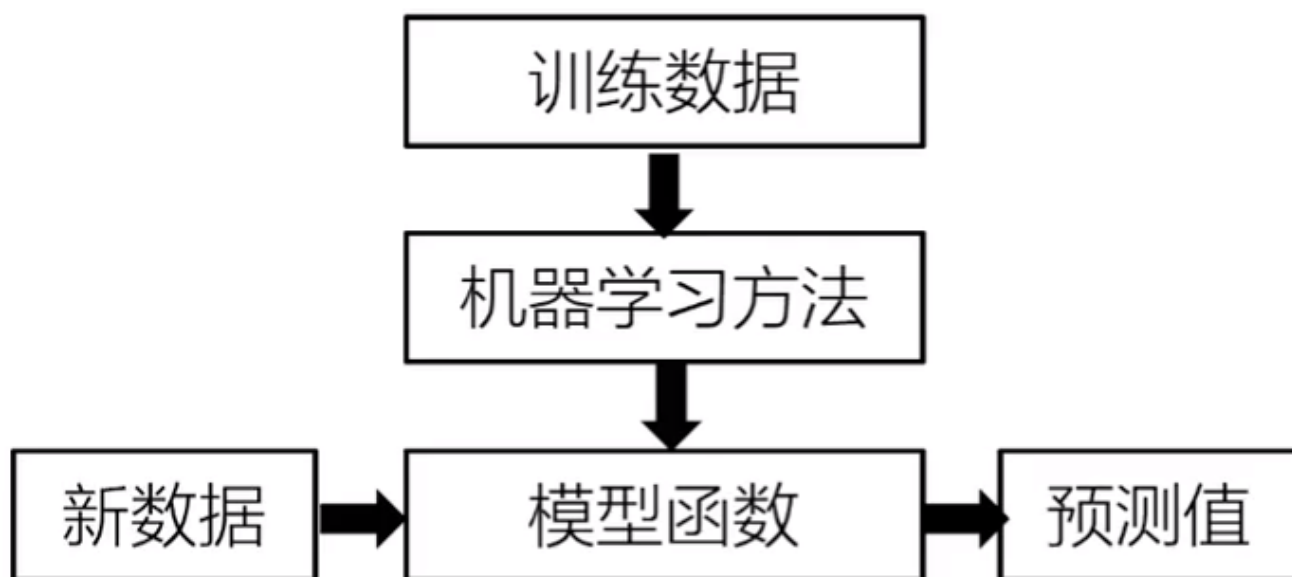 训练数据
机器学习方法
新数据
模型函数
预测值